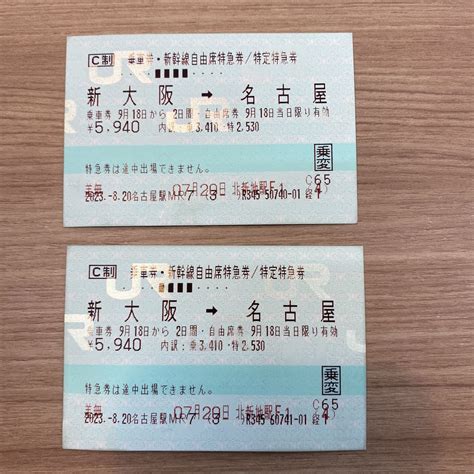 C制 乗車券・新幹線自由席特急券/特定特急券
新大阪 → 名古屋
乗車券 9月18日から 2日間・自由席券 9月18日当日限り有効
¥5,940 内訳:乗3,410・特2,530
乗変
特急券は途中出場できません。
C65
2023.-8.20名古屋駅MR
C制 乗車券・新幹線自由席特急券/特定特急券
新大阪 → 名古屋
乗車券 9月18日から 2日間・自由席券 9月18日当日限り有効
¥5,940 内訳:乗3,410・特2,530
乗変
特急券は途中出場できません。
C65
2023.-8.20名古屋駅MR